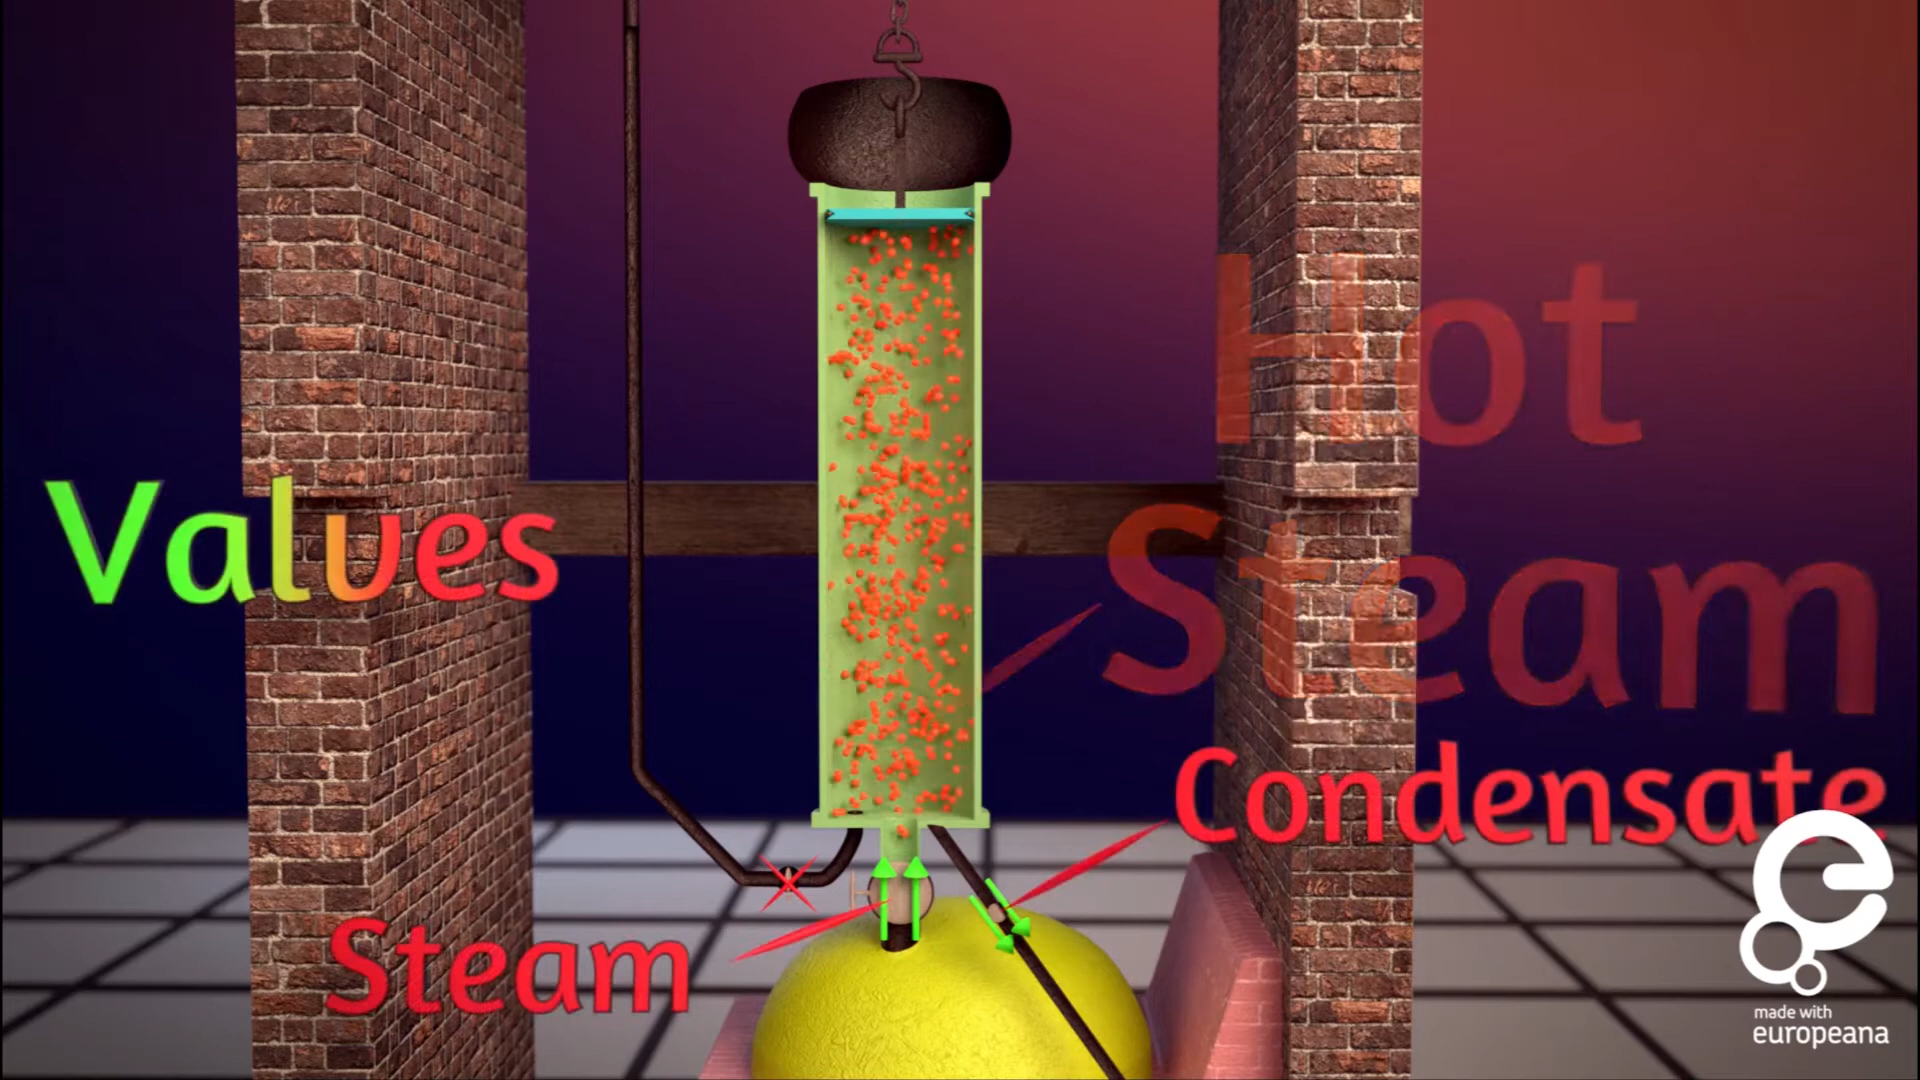 Hot
Steam
Values
Condensate
Steam
made with
europeana